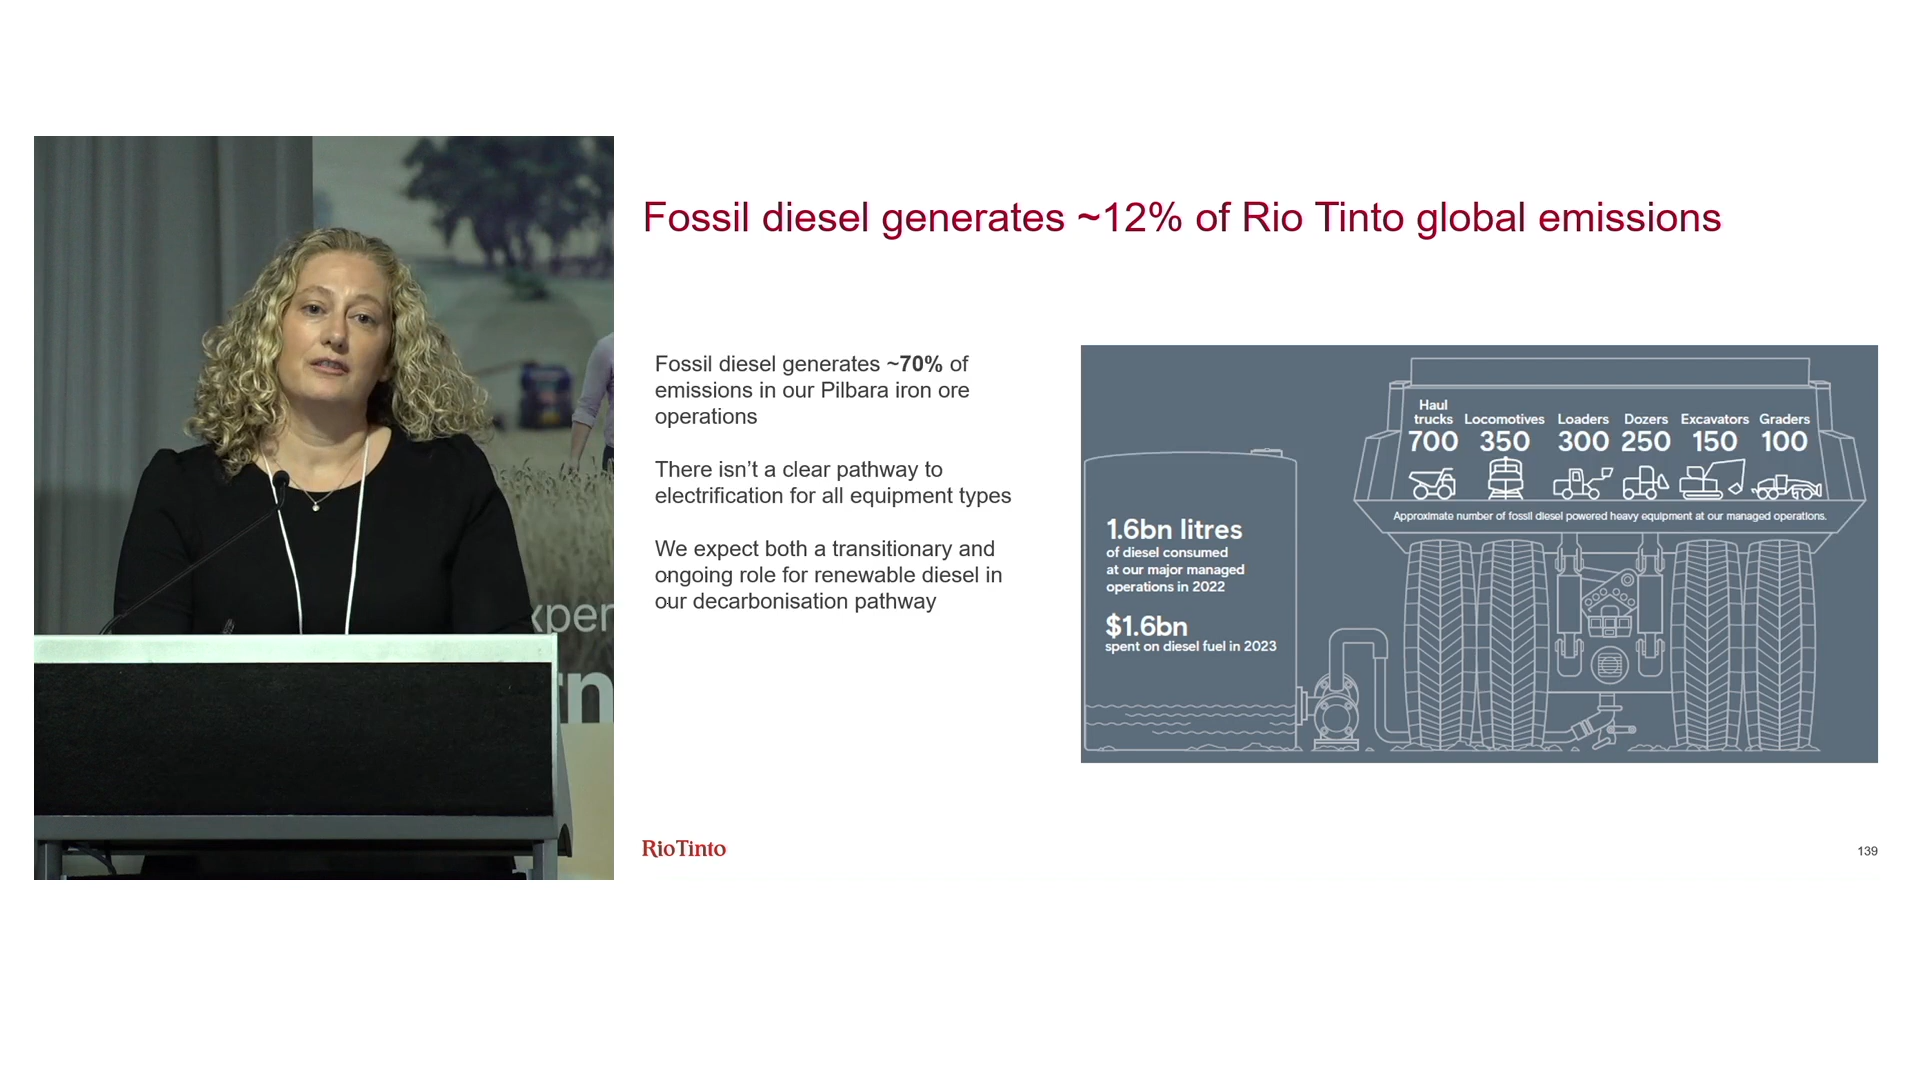 Fossil diesel generates ~12% of Rio Tinto global emissions
Fossil diesel generates ~70% of
emissions in our Pilbara iron ore
operations
There isn’t a clear pathway to
electrification for all equipment types
We expect both a transitionary and
ongoing role for renewable diesel in
our decarbonisation pathway
Haul
trucks Locomotives Loaders Dozers Excavators Graders
700 350 300 250 150 100
Approximate number of fossil diesel powered heavy equipment at our managed operations.
1.6bn litres
of diesel consumed
at our major managed
operations in 2022
$1.6bn
spent on diesel fuel in 2023
RioTinto
139